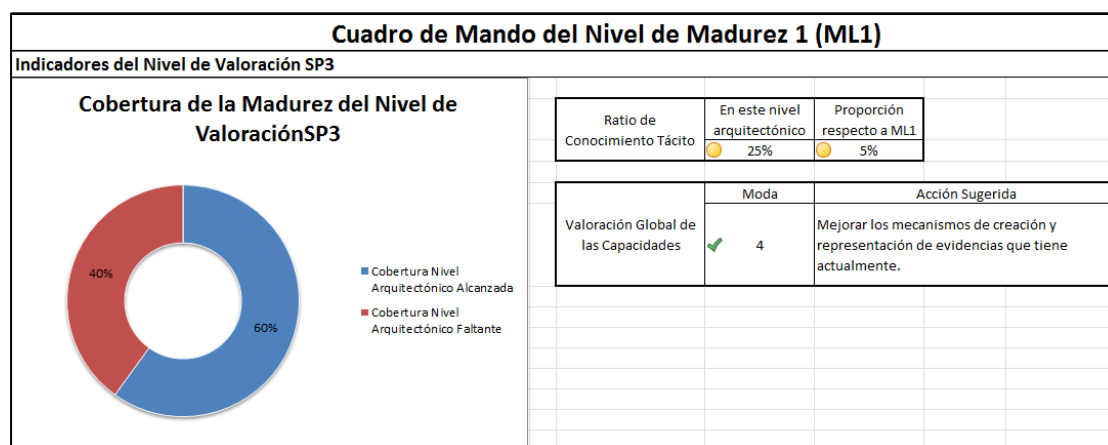 Cuadro de Mando del Nivel de Madurez 1 (ML1)
Indicadores del Nivel de Valoración SP3
Cobertura de la Madurez del Nivel de
ValoraciónSP3
40%
60%
Cobertura Nivel
Arquitectónico Alcanzada
Cobertura Nivel
Arquitectónico Faltante
Ratio de
Conocimiento Tácito
En este nivel
arquitectónico
Proporción
respecto a ML1
25%
5%
Valoración Global de
las Capacidades
Moda
Acción Sugerida
4
Mejorar los mecanismos de creación y
representación de evidencias que tiene
actualmente.